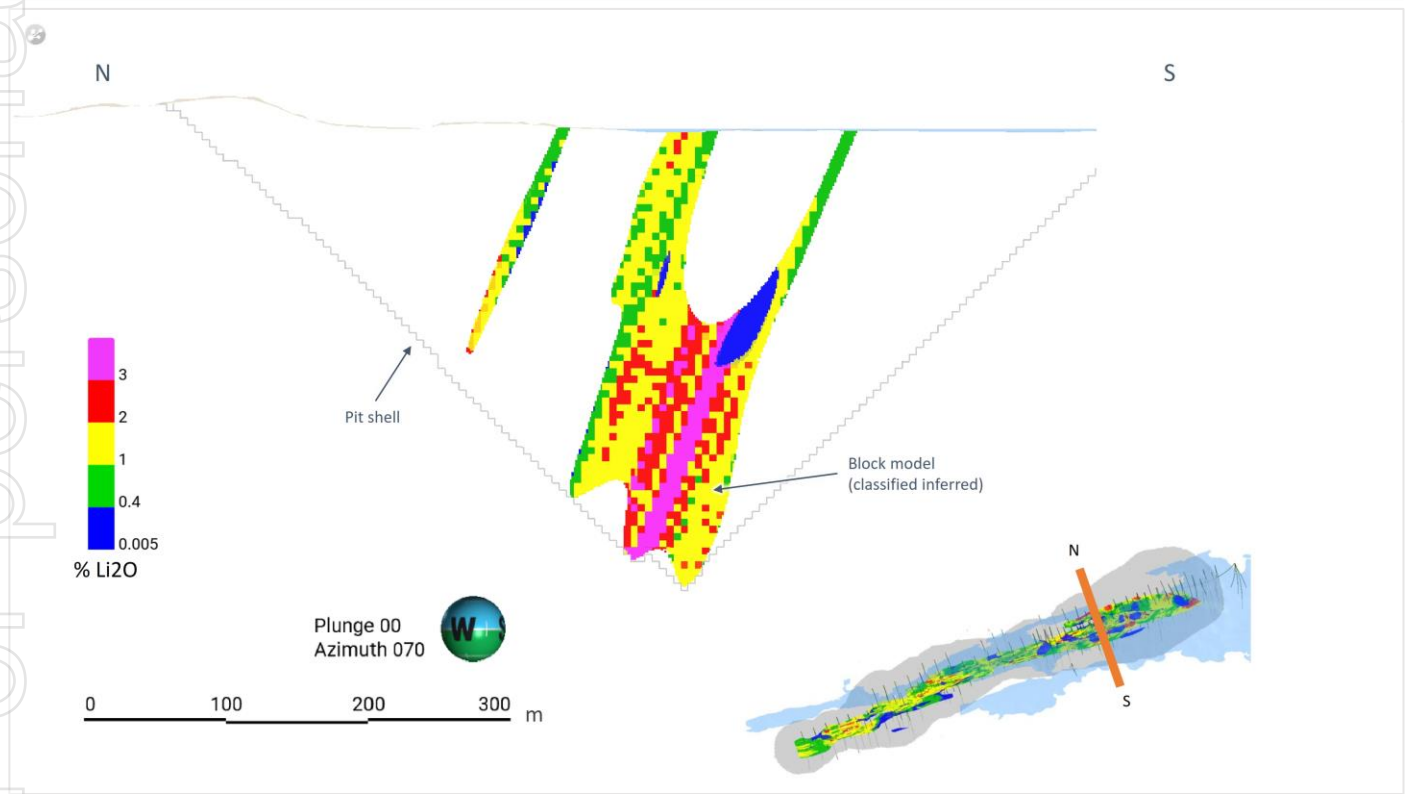 N
S
Pit shell
Block model
(classified inferred)
3
2
1
0.4
0.005
% Li2O
Plunge 00
Azimuth 070
W
0
100
200
300
m
N
S